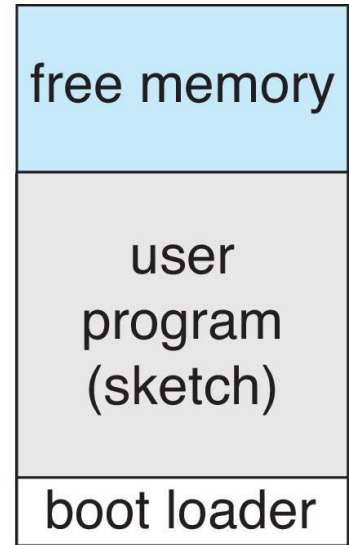 free memory
user
program
(sketch)
boot loader